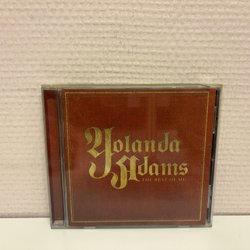 Yolanda
Adams
THE BEST OF ME